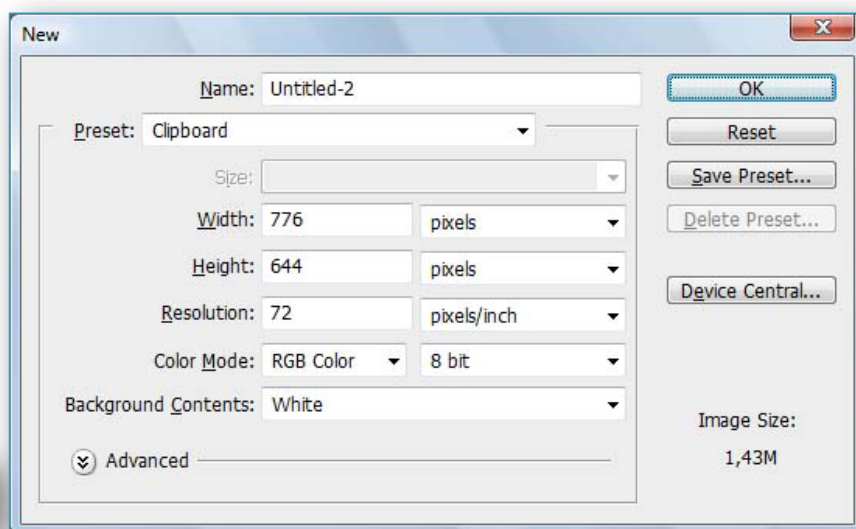 New
Name: Untitled-2
OK
Preset: Clipboard
Reset
Size:
Save Preset...
Width: 776 pixels
Delete Preset...
Height: 644 pixels
Device Central...
Resolution: 72 pixels/inch
Color Mode: RGB Color 8 bit
Background Contents: White
Image Size:
Advanced
1,43M